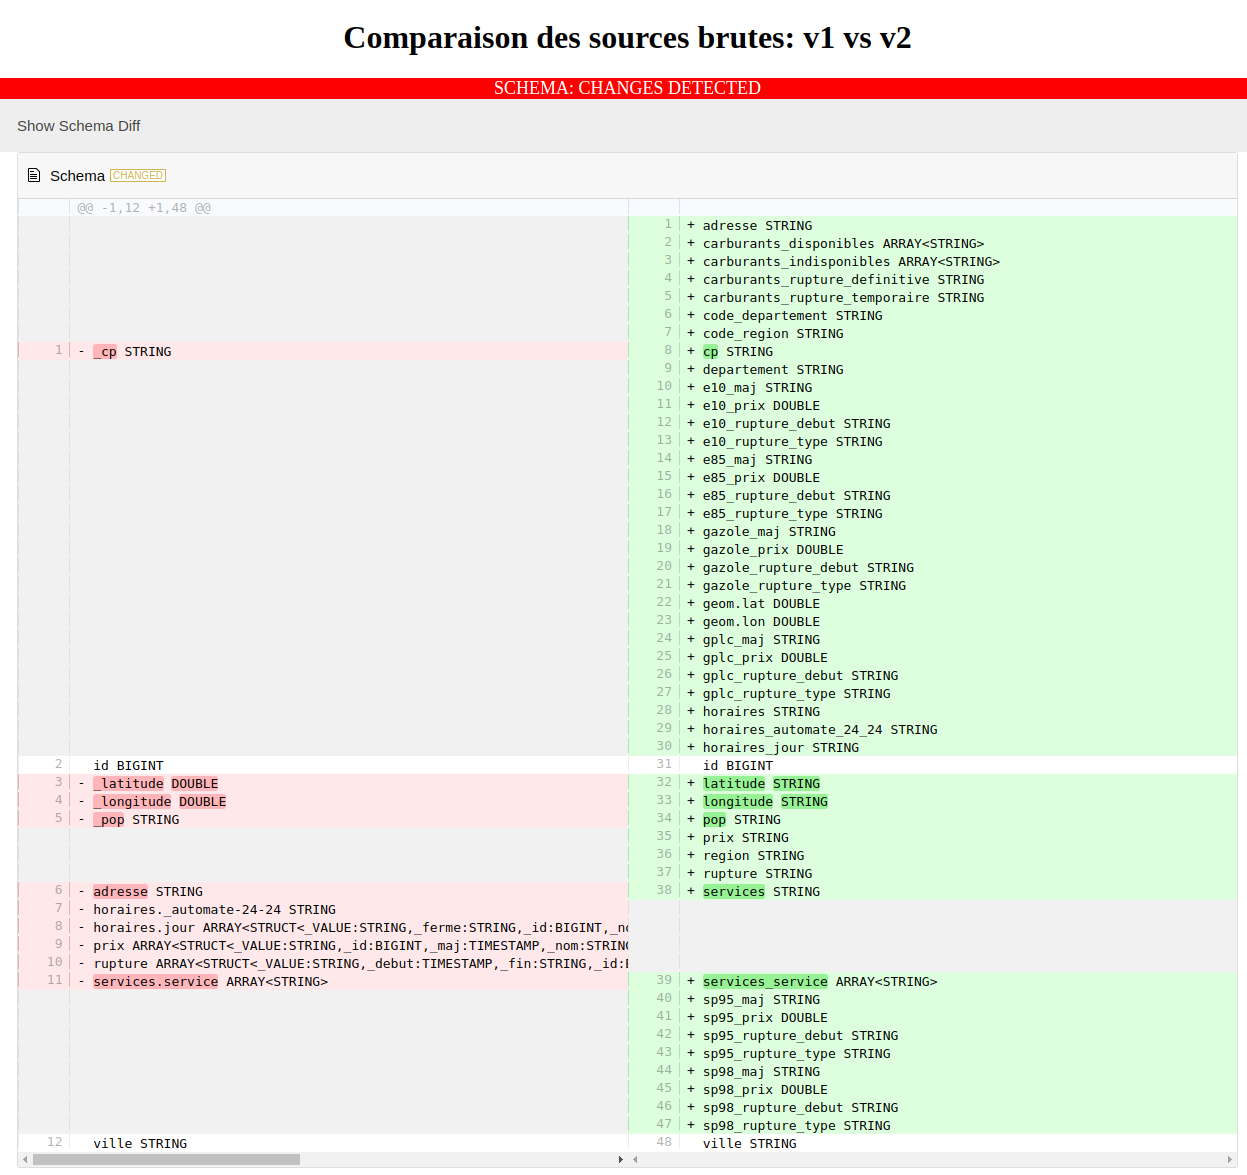 Comparaison des sources brutes: v1 vs v2
SCHEMA: CHANGES DETECTED
Show Schema Diff
Schema CHANGED
@@ -1,12 +1,48 @@
1 + adresse STRING
2 + carburants_disponibles ARRAY<STRING>
3 + carburants_indisponibles ARRAY<STRING>
4 + carburants_rupture_definitive STRING
5 + carburants_rupture_temporaire STRING
6 + code_departement STRING
7 + code_region STRING
1 - _cp STRING 8 + cp STRING
9 + departement STRING
10 + e10_maj STRING
11 + e10_prix DOUBLE
12 + e10_rupture_debut STRING
13 + e10_rupture_type STRING
14 + e85_maj STRING
15 + e85_prix DOUBLE
16 + e85_rupture_debut STRING
17 + e85_rupture_type STRING
18 + gazole_maj STRING
19 + gazole_prix DOUBLE
20 + gazole_rupture_debut STRING
21 + gazole_rupture_type STRING
22 + geom.lat DOUBLE
23 + geom.lon DOUBLE
24 + gplc_maj STRING
25 + gplc_prix DOUBLE
26 + gplc_rupture_debut STRING
27 + gplc_rupture_type STRING
28 + horaires STRING
29 + horaires_automate_24_24 STRING
30 + horaires_jour STRING
2 id BIGINT 31 id BIGINT
3 - _latitude DOUBLE 32 + latitude STRING
4 - _longitude DOUBLE 33 + longitude STRING
5 - _pop STRING 34 + pop STRING
35 + prix STRING
36 + region STRING
37 + rupture STRING
6 - adresse STRING 38 + services STRING
7 - horaires._automate-24-24 STRING
8 - horaires.jour ARRAY<STRUCT<_VALUE:STRING,_ferme:STRING,_id:BIGINT,_no
9 - prix ARRAY<STRUCT<_VALUE:STRING,_id:BIGINT,_maj:TIMESTAMP,_nom:STRING
10 - rupture ARRAY<STRUCT<_VALUE:STRING,_debut:TIMESTAMP,_fin:STRING,_id:B
11 - services.service ARRAY<STRING> 39 + services_service ARRAY<STRING>
40 + sp95_maj STRING
41 + sp95_prix DOUBLE
42 + sp95_rupture_debut STRING
43 + sp95_rupture_type STRING
44 + sp98_maj STRING
45 + sp98_prix DOUBLE
46 + sp98_rupture_debut STRING
47 + sp98_rupture_type STRING
12 ville STRING 48 ville STRING